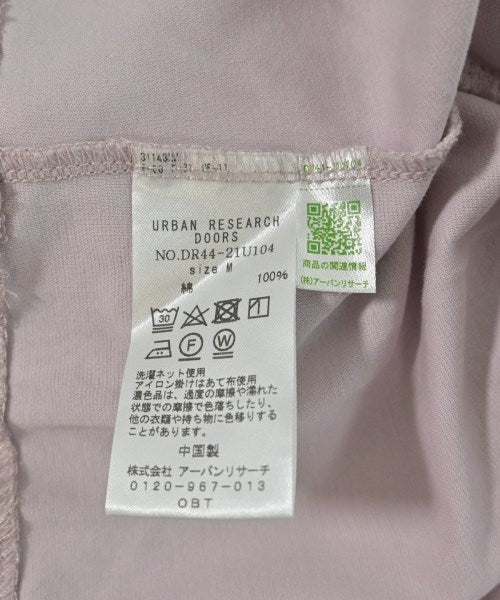 31143
URBAN RESEARCH
DOORS
NO.DR44-21U104
size M
綿 100%
30
F
W
洗濯ネット使用
アイロン掛けはあて布使用
濃色品は、過度の摩擦や濡れた
状態での摩擦で色落ちしたり、
他の衣類や持ち物に色移りする
ことがあります
中国製
株式会社 アーバンリサーチ
0120-967-013
OBT
商品の関連情報
(株)アーバンリサーチ